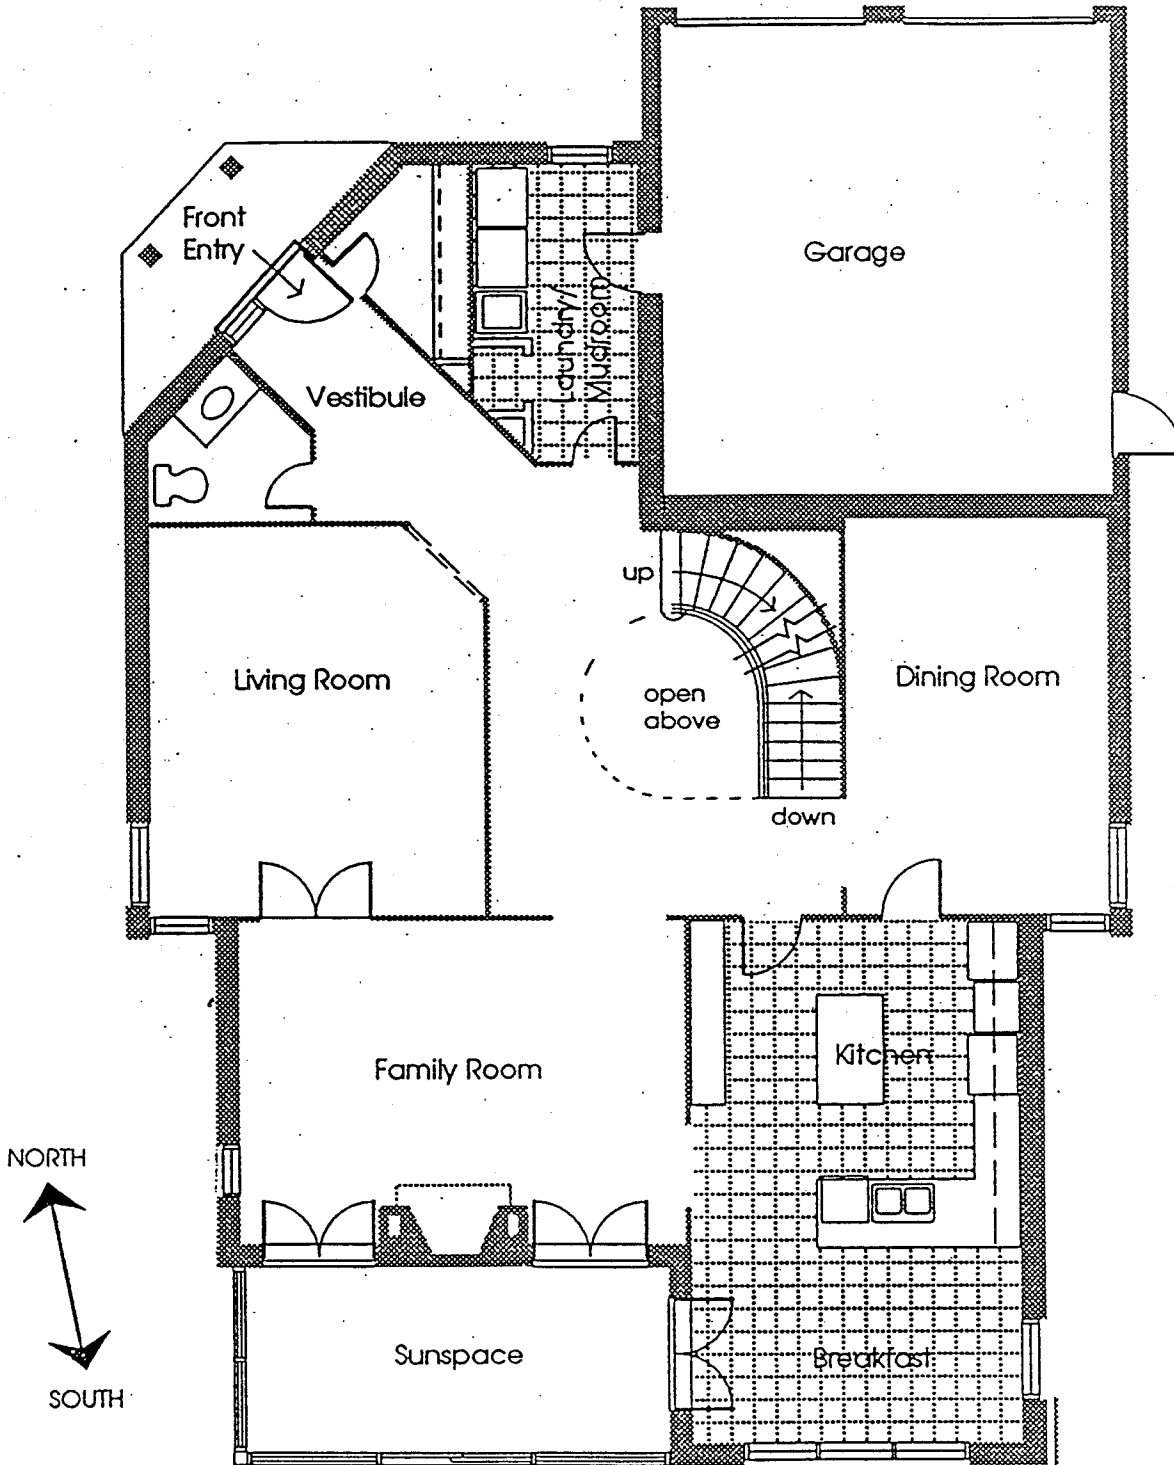 Front
Entry
Garage
Laundry/
Mudroom
Vestibule
up
Living Room
open
above
Dining Room
down
Kitchen
Family Room
NORTH
SOUTH
Sunspace
Breakfast